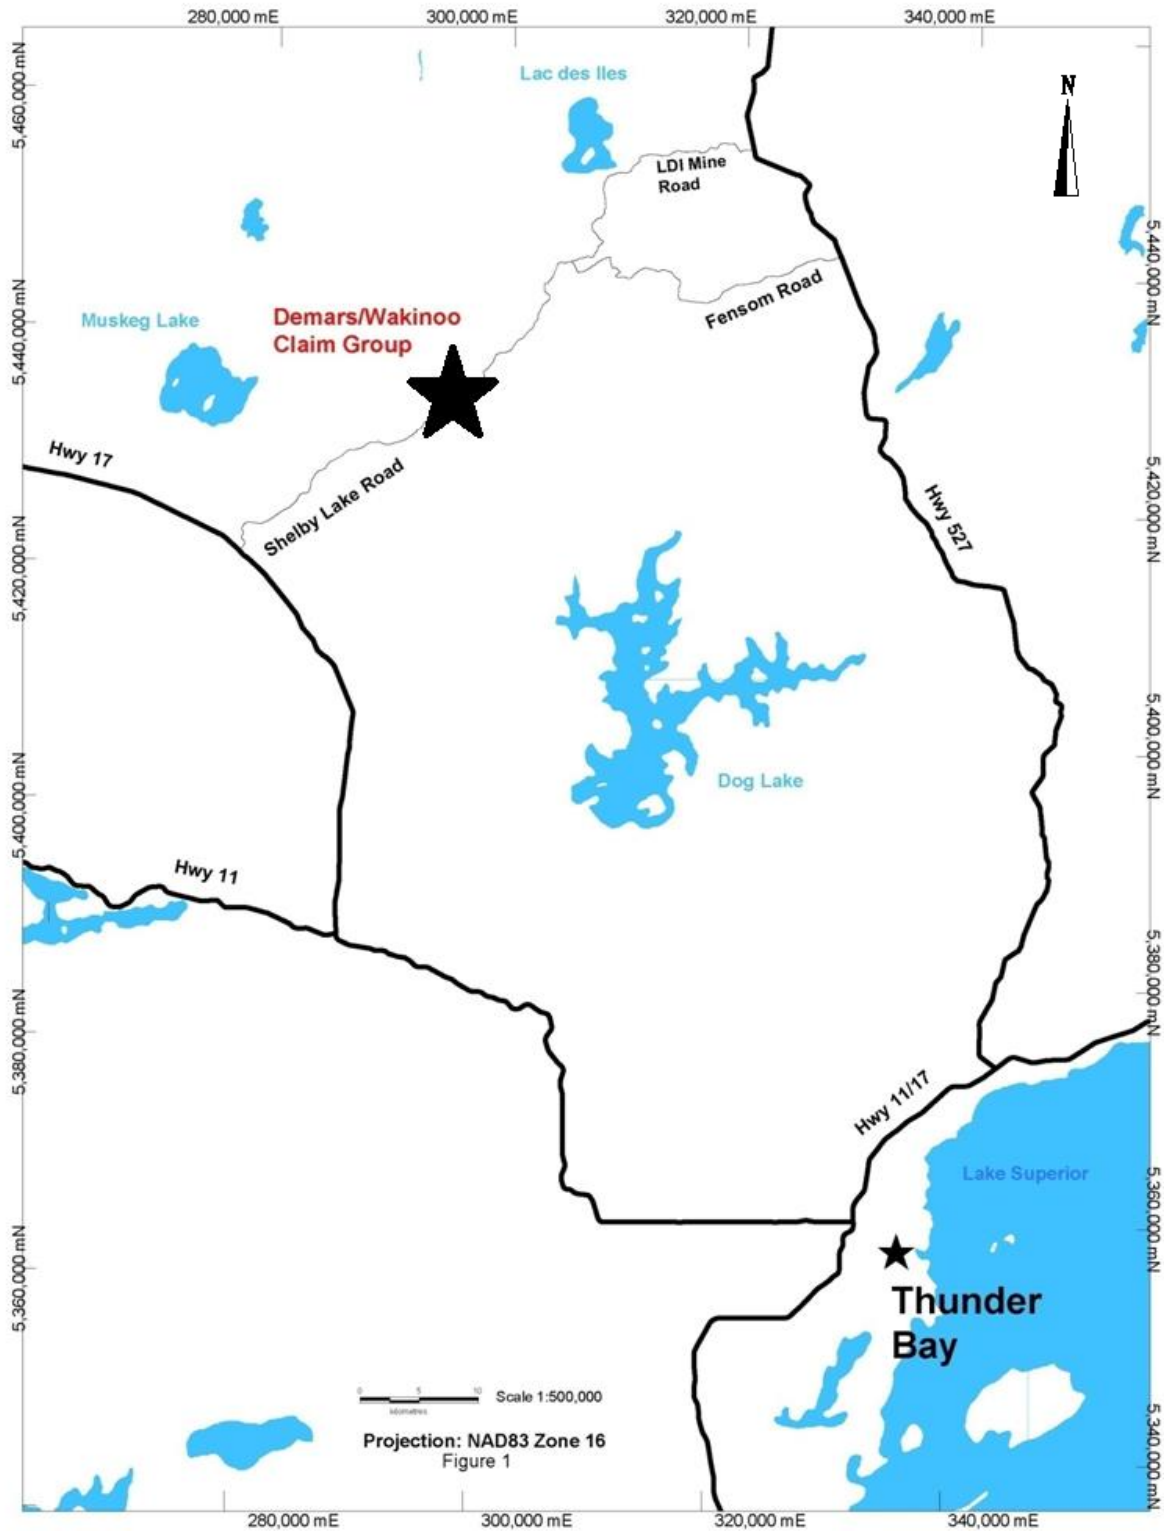 280,000 mE
300,000 mE
320,000 mE
340,000 mE
5,460,000 mN
Lac des Iles
N
LDI Mine
Road
5,440,000 mN
Fensom Road
Demars/Wakinoo
Claim Group
Muskeg Lake
5,440,000 mN
Hwy 17
Shelby Lake Road
Hwy 527
5,420,000 mN
5,420,000 mN
Dog Lake
5,400,000 mN
5,400,000 mN
Hwy 11
5,380,000 mN
5,380,000 mN
Hwy 11/17
Lake Superior
5,360,000 mN
5,360,000 mN
Thunder
Bay
0 5 10
kilometres
Scale 1:500,000
Projection: NAD83 Zone 16
Figure 1
5,340,000 mN
280,000 mE
300,000 mE
320,000 mE
340,000 mE